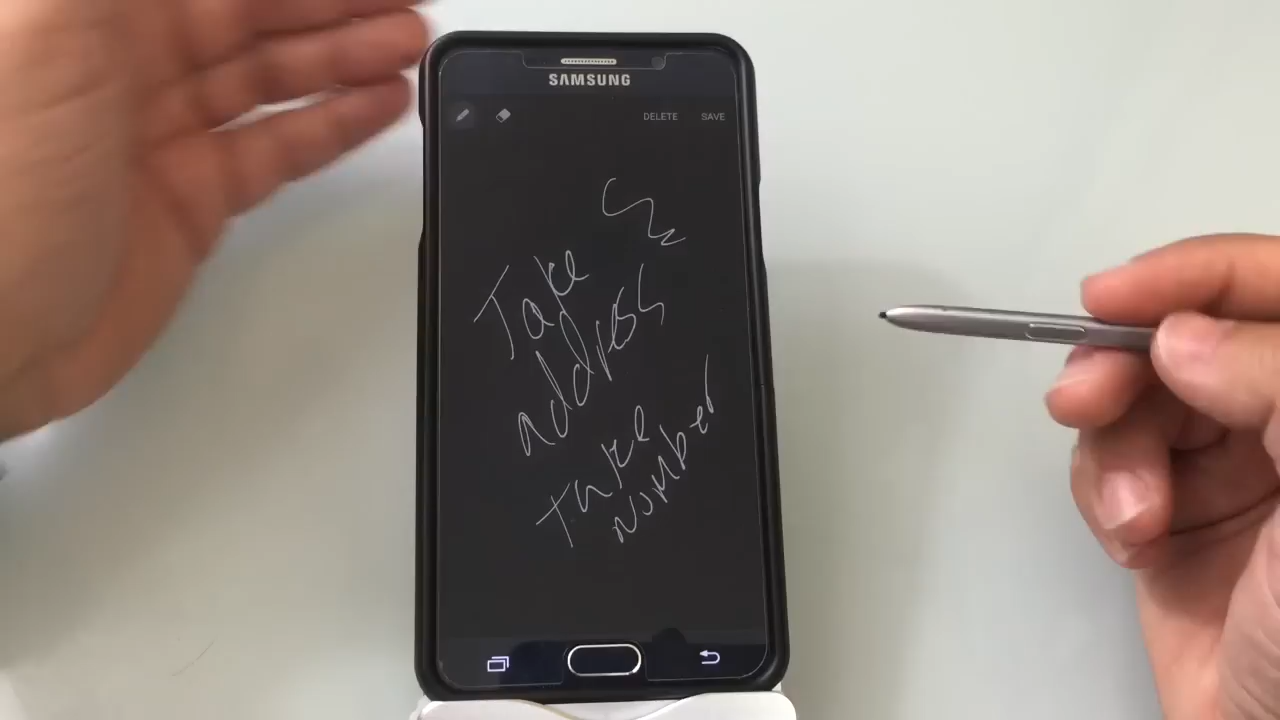 SAMSUNG
DELETE SAVE
Take
address
Take
Number